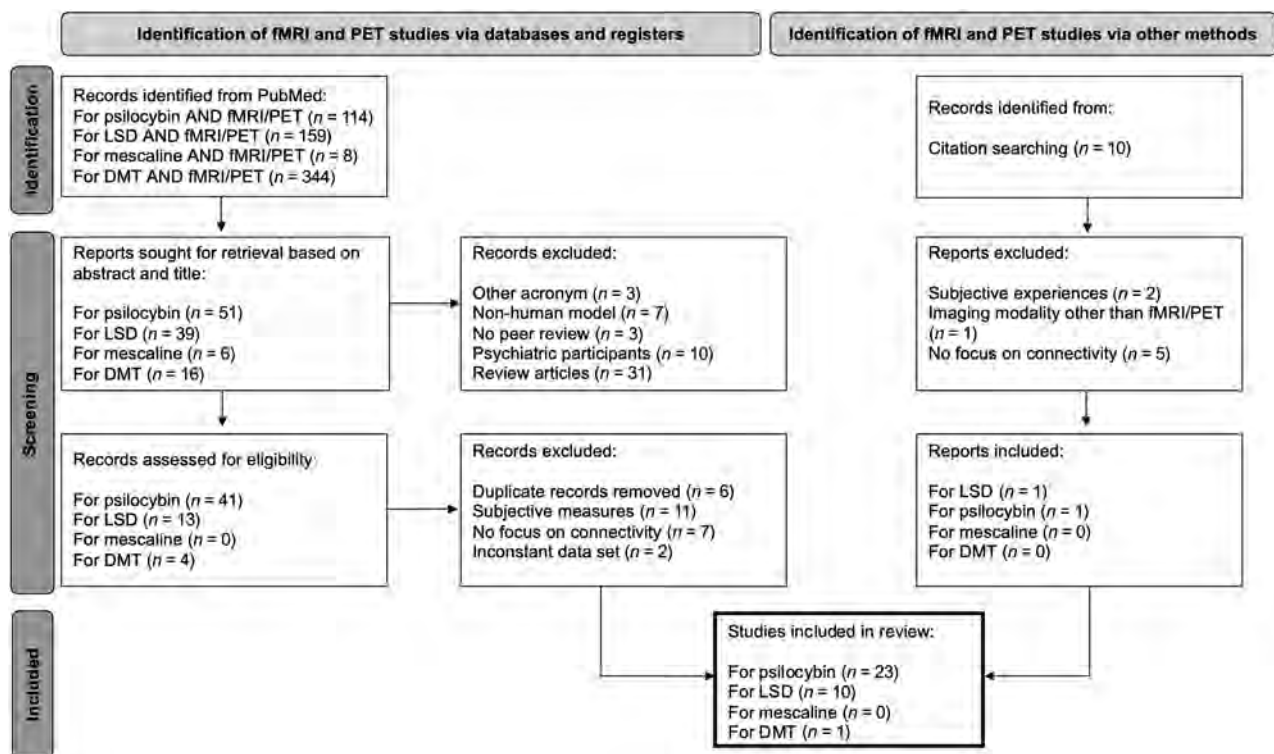 Identification of fMRI and PET studies via databases and registers
Identification of fMRI and PET studies via other methods
Identification
Records identified from PubMed:
For psilocybin AND fMRI/PET (n = 114)
For LSD AND fMRI/PET (n = 159)
For mescaline AND fMRI/PET (n = 8)
For DMT AND fMRI/PET (n = 344)
Records identified from:
Citation searching (n = 10)
Screening
Reports sought for retrieval based on
abstract and title:
For psilocybin (n = 51)
For LSD (n = 39)
For mescaline (n = 6)
For DMT (n = 16)
Records excluded:
Other acronym (n = 3)
Non-human model (n = 7)
No peer review (n = 3)
Psychiatric participants (n = 10)
Review articles (n = 31)
Reports excluded:
Subjective experiences (n = 2)
Imaging modality other than fMRI/PET
(n = 1)
No focus on connectivity (n = 5)
Records assessed for eligibility
For psilocybin (n = 41)
For LSD (n = 13)
For mescaline (n = 0)
For DMT (n = 4)
Records excluded:
Duplicate records removed (n = 6)
Subjective measures (n = 11)
No focus on connectivity (n = 7)
Inconstant data set (n = 2)
Reports included:
For LSD (n = 1)
For psilocybin (n = 1)
For mescaline (n = 0)
For DMT (n = 0)
Included
Studies included in review:
For psilocybin (n = 23)
For LSD (n = 10)
For mescaline (n = 0)
For DMT (n = 1)